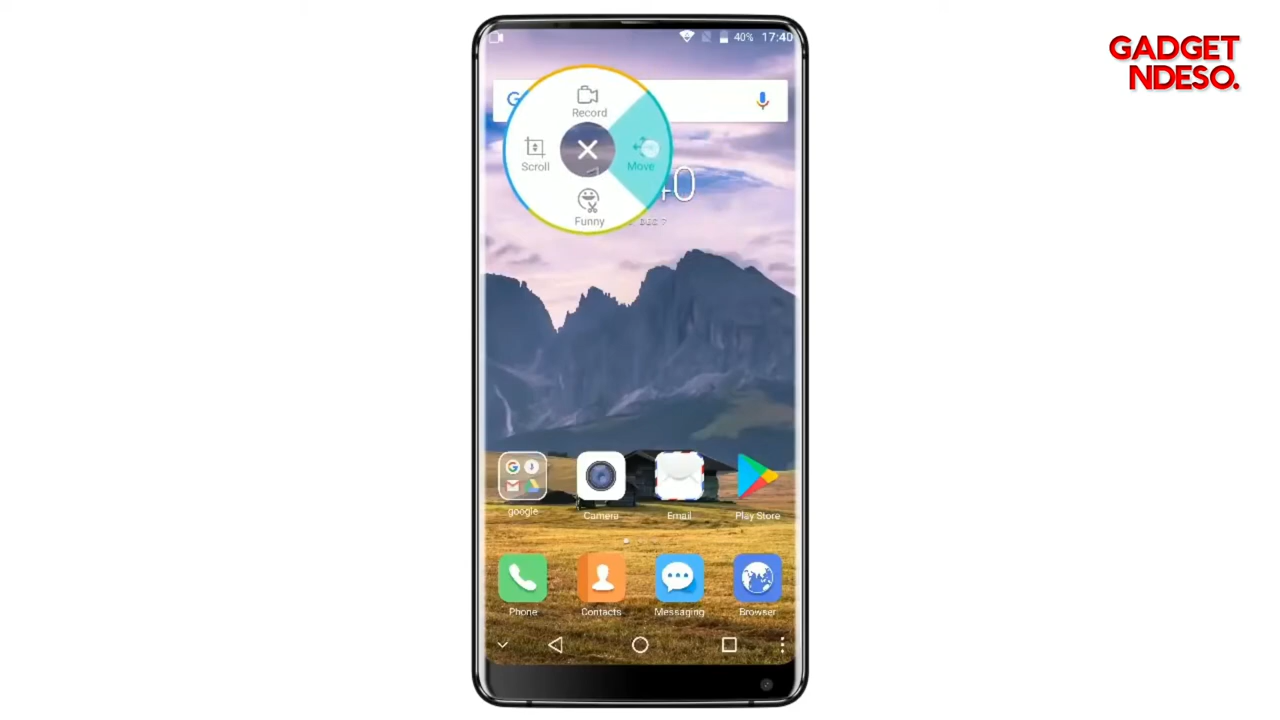 GADGET
NDESO.
40% 17:40
G
Record
Scroll
Move
Funny
google
Camera
Email
Play Store
Phone
Contacts
Messaging
Browser